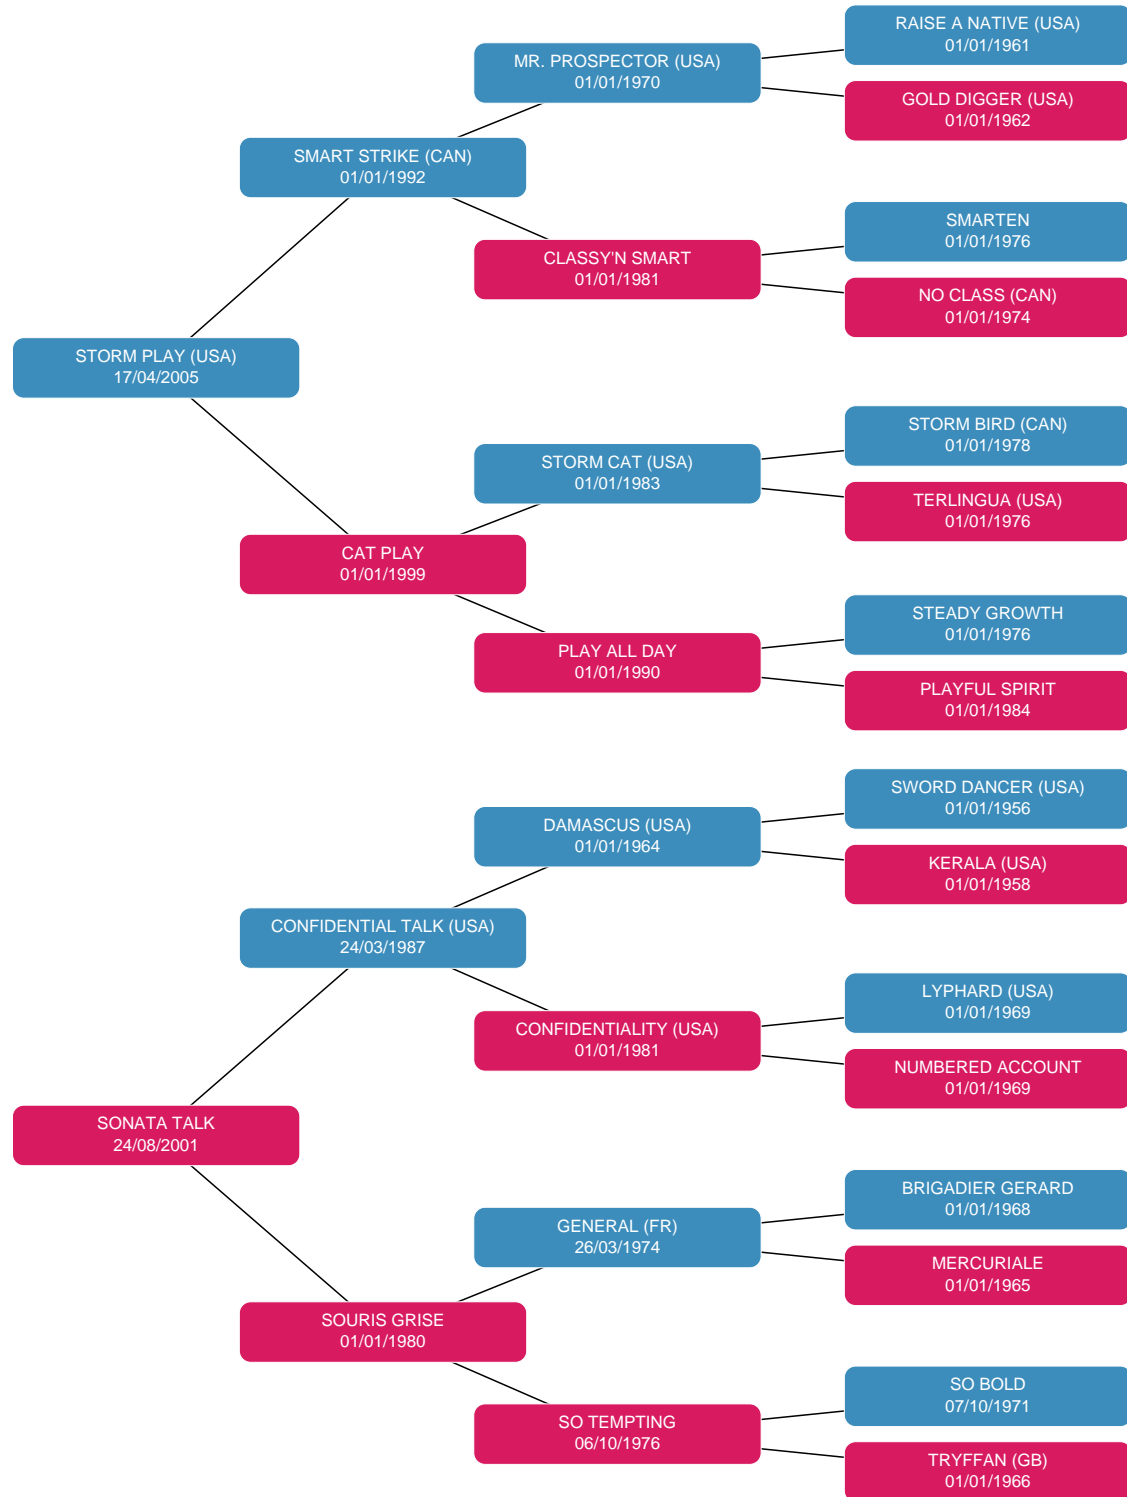 RAISE A NATIVE (USA)
01/01/1961
MR. PROSPECTOR (USA)
01/01/1970
GOLD DIGGER (USA)
01/01/1962
SMART STRIKE (CAN)
01/01/1992
SMARTEN
01/01/1976
CLASSY'N SMART
01/01/1981
NO CLASS (CAN)
01/01/1974
STORM PLAY (USA)
17/04/2005
STORM BIRD (CAN)
01/01/1978
STORM CAT (USA)
01/01/1983
TERLINGUA (USA)
01/01/1976
CAT PLAY
01/01/1999
STEADY GROWTH
01/01/1976
PLAY ALL DAY
01/01/1990
PLAYFUL SPIRIT
01/01/1984
SWORD DANCER (USA)
01/01/1956
DAMASCUS (USA)
01/01/1964
KERALA (USA)
01/01/1958
CONFIDENTIAL TALK (USA)
24/03/1987
LYPHARD (USA)
01/01/1969
CONFIDENTIALITY (USA)
01/01/1981
NUMBERED ACCOUNT
01/01/1969
SONATA TALK
24/08/2001
BRIGADIER GERARD
01/01/1968
GENERAL (FR)
26/03/1974
MERCURIALE
01/01/1965
SOURIS GRISE
01/01/1980
SO BOLD
07/10/1971
SO TEMPTING
06/10/1976
TRYFFAN (GB)
01/01/1966